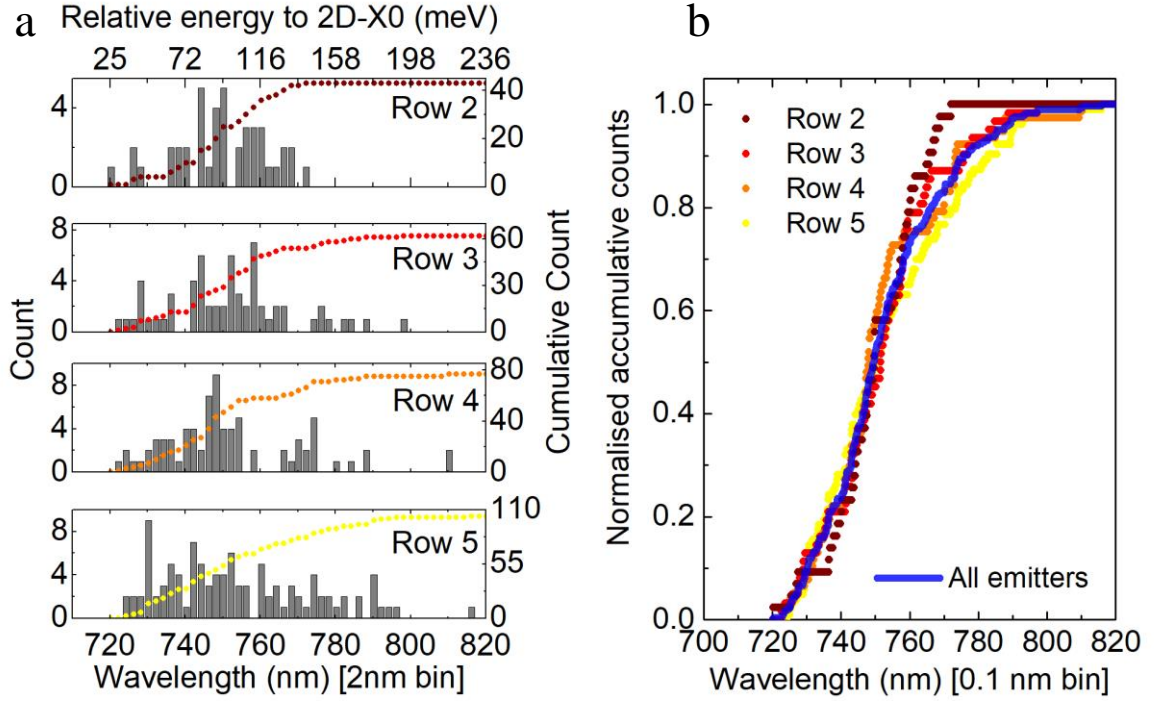 a
Relative energy to 2D-X0 (meV)
25 72 116 158 198 236
Row 2
4
2
0
40
20
0
Row 3
8
4
0
60
30
0
Row 4
8
4
0
80
40
0
Row 5
8
4
0
110
55
0
Count
Cumulative Count
720 740 760 780 800 820
Wavelength (nm) [2nm bin]
b
Normalised accumulative counts
1.0
0.8
0.6
0.4
0.2
0.0
Row 2
Row 3
Row 4
Row 5
All emitters
700 720 740 760 780 800 820
Wavelength (nm) [0.1 nm bin]